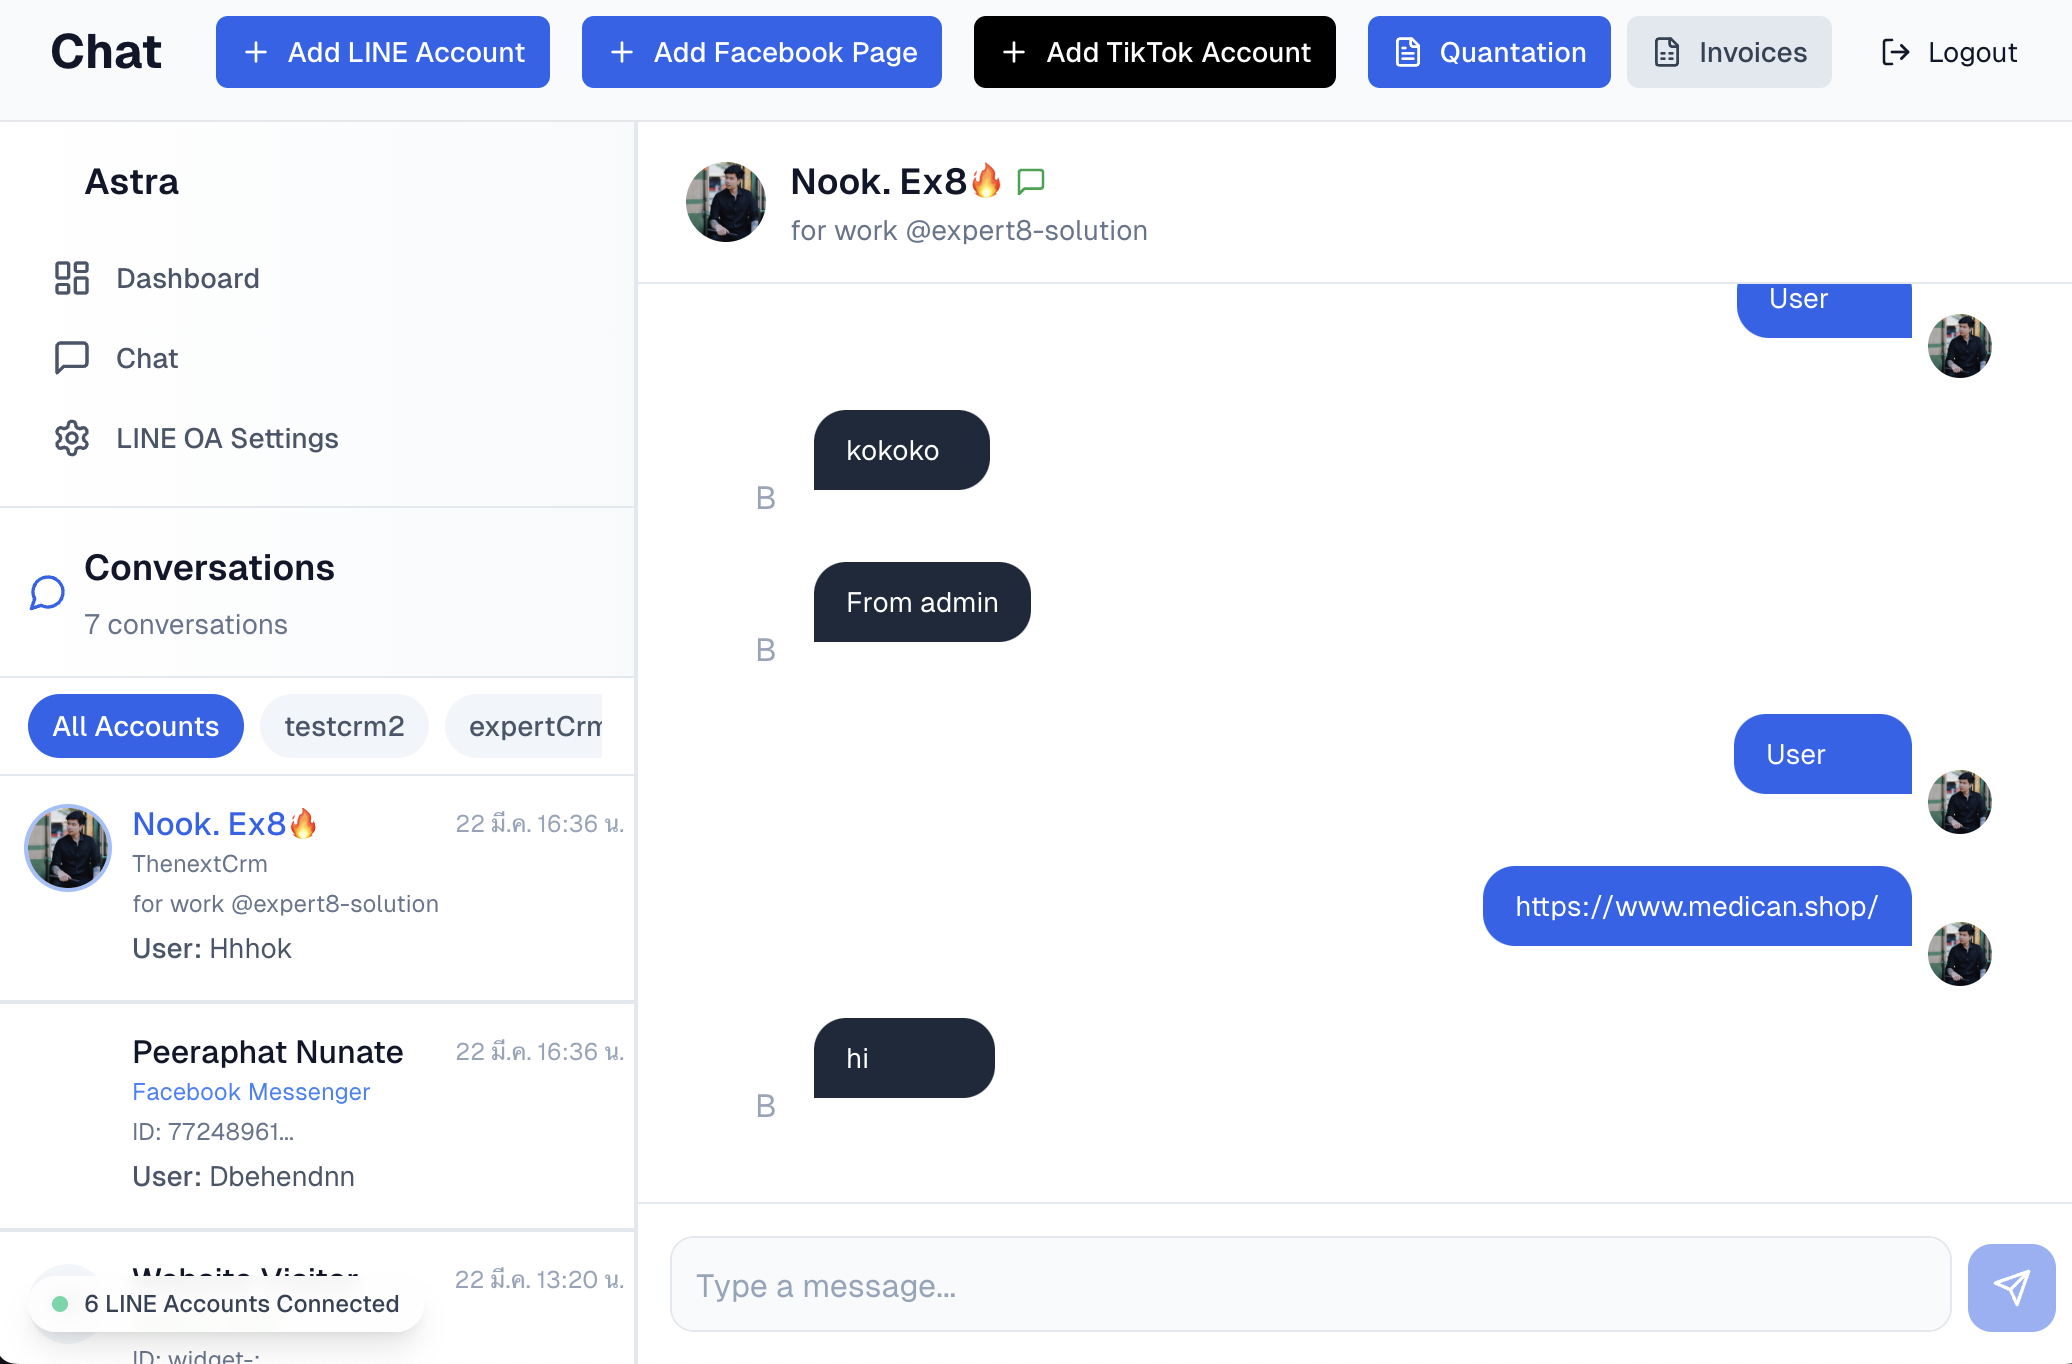 Chat
Add LINE Account
Add Facebook Page
Add TikTok Account
Quantation
Invoices
Logout
Astra
Dashboard
Chat
LINE OA Settings
Conversations
7 conversations
All Accounts
testcrm2
expertCrm
Nook. Ex8🔥
22 มี.ค. 16:36 น.
ThenextCrm
for work @expert8-solution
User: Hhhok
Peeraphat Nunate
22 มี.ค. 16:36 น.
Facebook Messenger
ID: 77248961...
User: Dbehendnn
Website Visitor
22 มี.ค. 13:20 น.
6 LINE Accounts Connected
ID: widget-:
Nook. Ex8🔥
for work @expert8-solution
User
kokoko
B
From admin
B
User
https://www.medican.shop/
hi
B
Type a message...